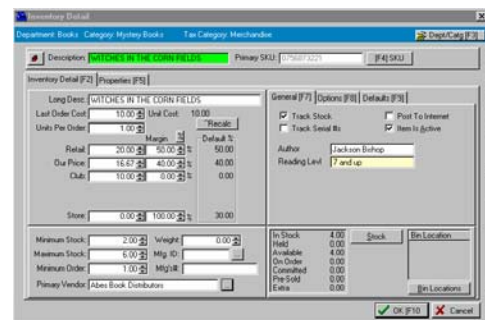 Inventory Detail
Department: Books Category: Mystery Books Tax Category: Merchandise Dept/Catg [F3]
Description: WITCHES IN THE CORN FIELDS Primary SKU: 0756873221 [F4] SKU
Inventory Detail [F2] Properties [F5]
Long Desc: WITCHES IN THE CORN FIELDS
Last Order Cost: 10.00 Unit Cost: 10.00
Units Per Order: 1.00 Recalc
Margin Default %
Retail: 20.00 50.00 % 50.00
Our Price: 16.67 40.00 % 40.00
Club: 10.00 0.00 % 0.00
Store: 0.00 100.00 % 30.00
General [F7] Options [F8] Defaults [F9]
Track Stock Post To Internet
Track Serial #s Item Is Active
Author Jackson Bishop
Reading Levl 7 and up
Minimum Stock: 2.00 Weight: 0.00
Maximum Stock: 6.00 Mfg. ID:
Minimum Order: 1.00 Mfg's#:
Primary Vendor: Abes Book Distributors ...
In Stock 4.00 Stock Bin Location
Held 0.00
Available 4.00
On Order 0.00
Committed 0.00
Pre-Sold 0.00
Extra 0.00 Bin Locations
OK [F10] Cancel